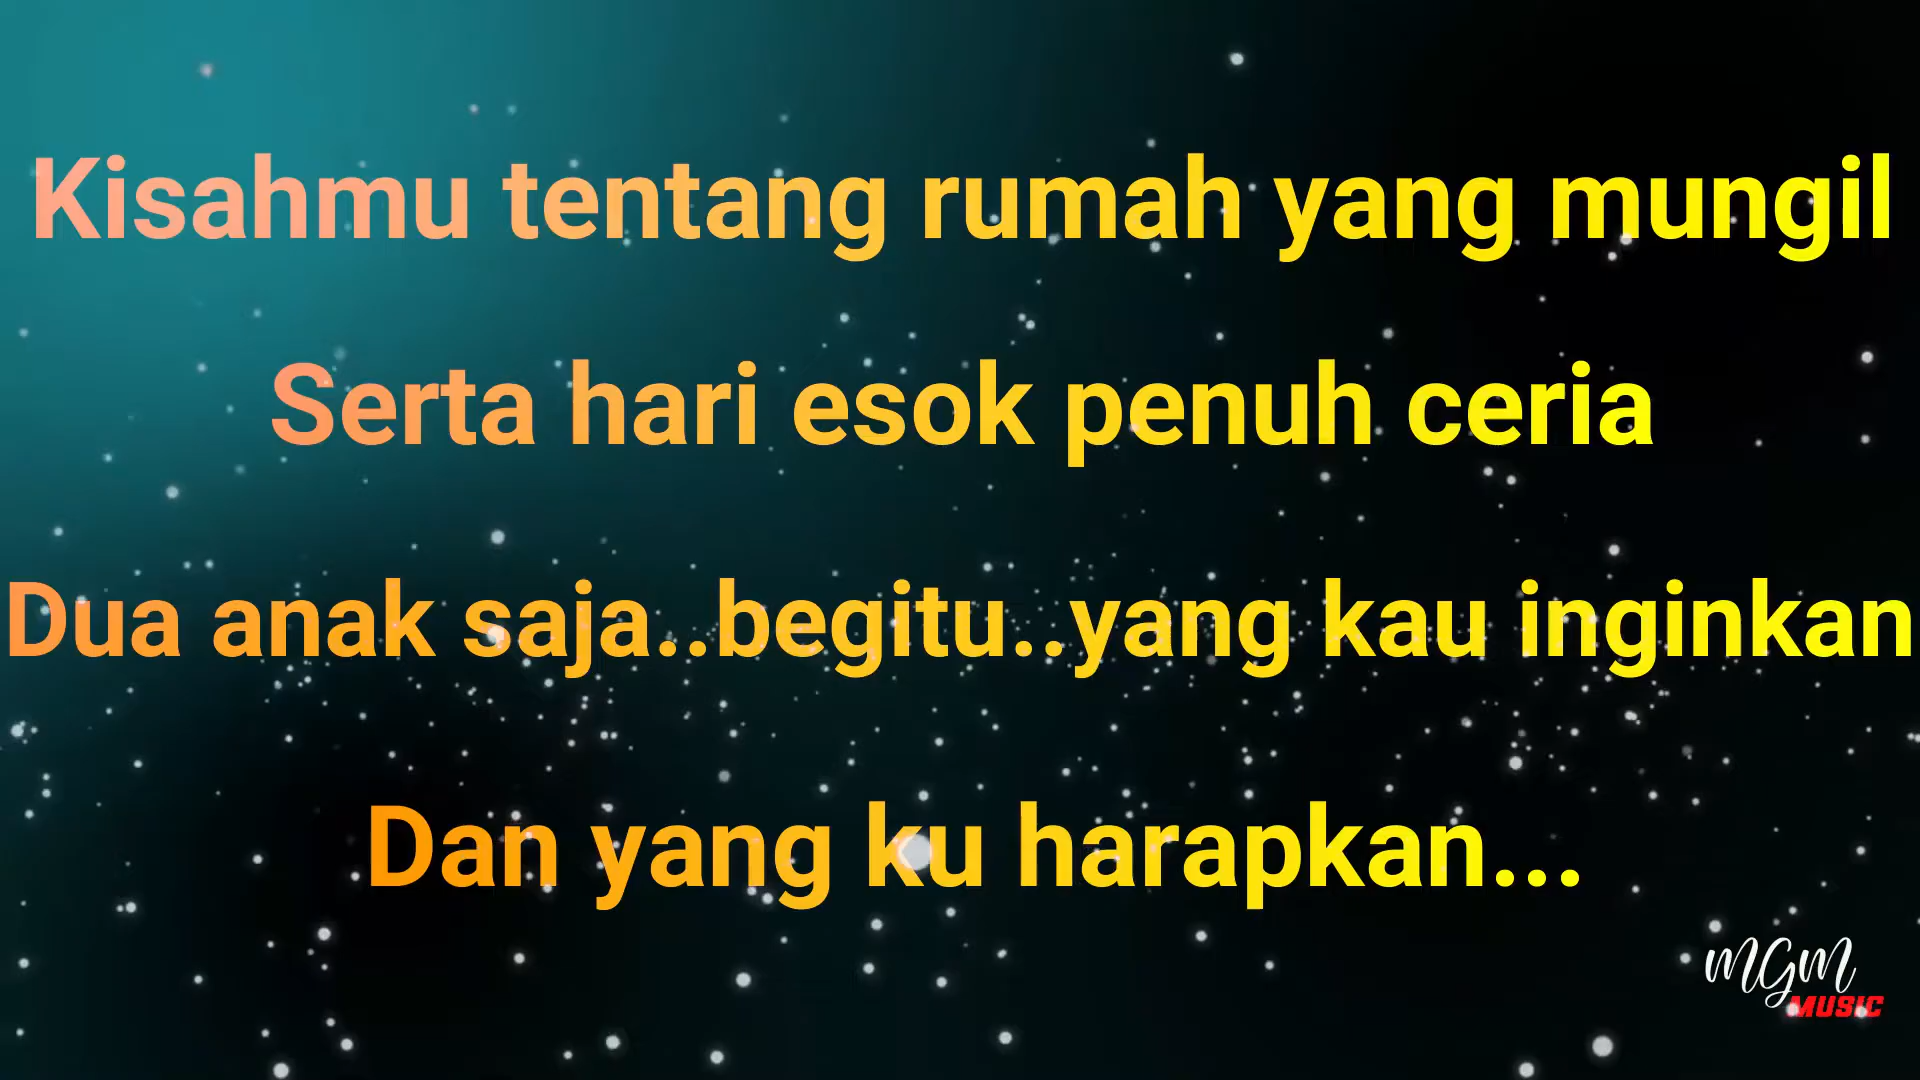 Kisahmu tentang rumah yang mungil
Serta hari esok penuh ceria
Dua anak saja..begitu..yang kau inginkan
Dan yang ku harapkan...
MGM
MUSIC